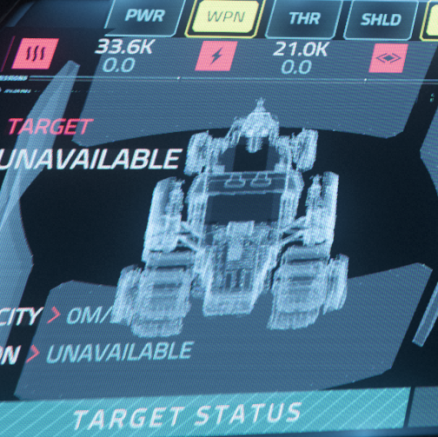 PWR WPN THR SHLD
33.6K 21.0K
0.0 0.0
TARGET
UNAVAILABLE
CITY > 0M/
ON > UNAVAILABLE
TARGET STATUS